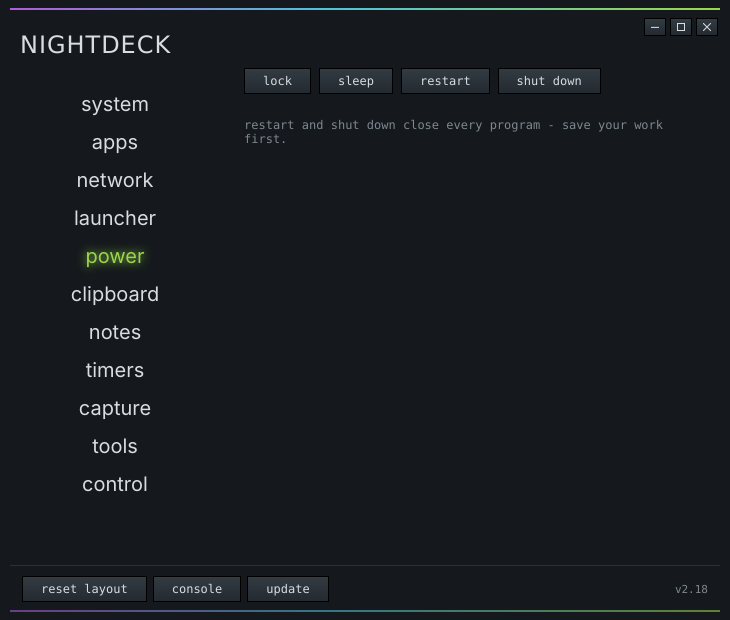 NIGHTDECK
system
apps
network
launcher
power
clipboard
notes
timers
capture
tools
control
lock sleep restart shut down
restart and shut down close every program - save your work
first.
reset layout console update v2.18